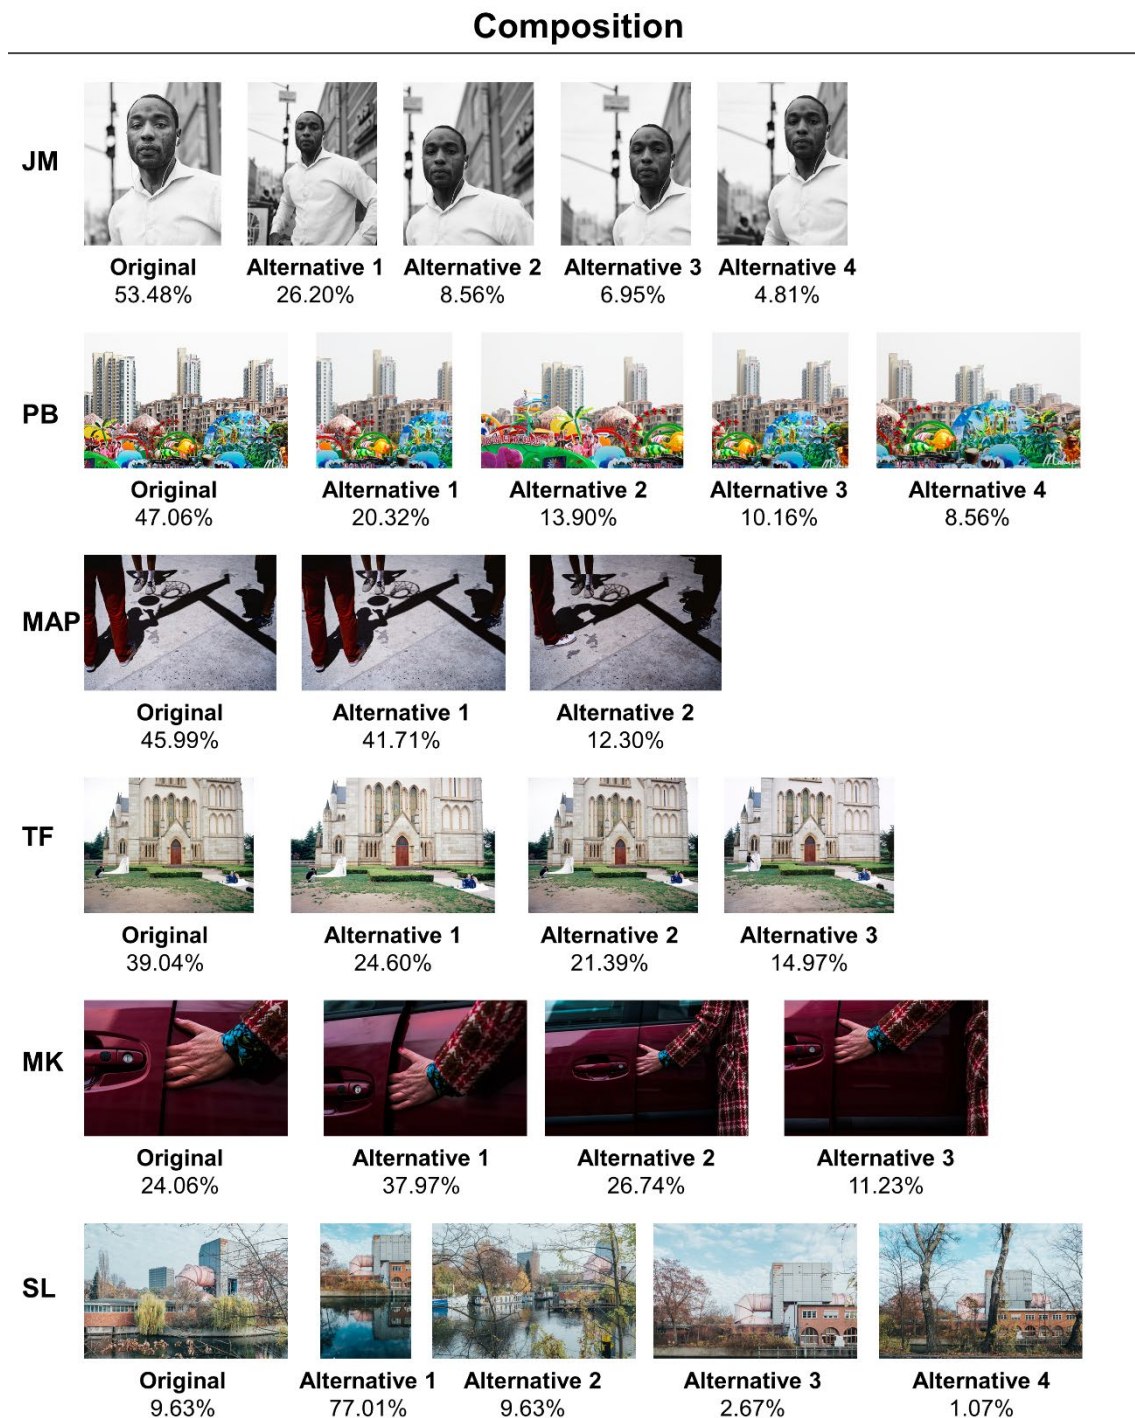 Composition
JM
Original Alternative 1 Alternative 2 Alternative 3 Alternative 4
53.48% 26.20% 8.56% 6.95% 4.81%
PB
Original Alternative 1 Alternative 2 Alternative 3 Alternative 4
47.06% 20.32% 13.90% 10.16% 8.56%
MAP
Original Alternative 1 Alternative 2
45.99% 41.71% 12.30%
TF
Original Alternative 1 Alternative 2 Alternative 3
39.04% 24.60% 21.39% 14.97%
MK
Original Alternative 1 Alternative 2 Alternative 3
24.06% 37.97% 26.74% 11.23%
SL
Original Alternative 1 Alternative 2 Alternative 3 Alternative 4
9.63% 77.01% 9.63% 2.67% 1.07%